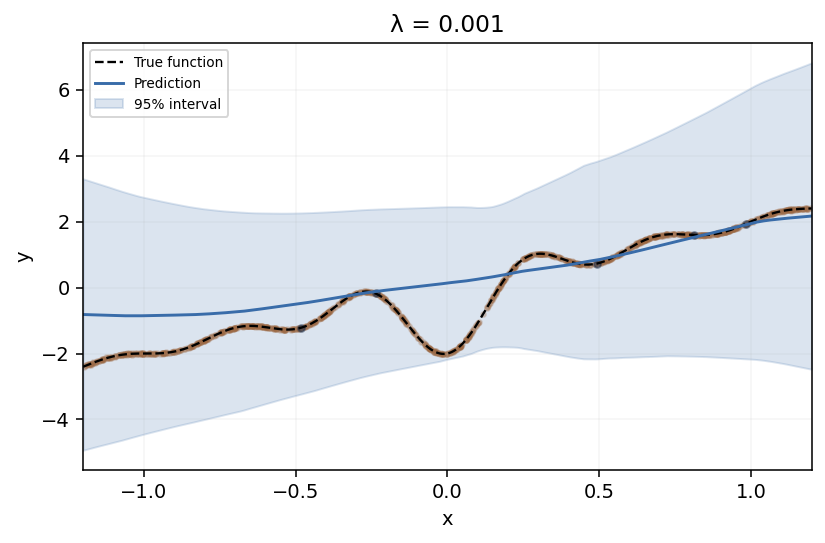 λ = 0.001
True function
Prediction
95% interval
y
6
4
2
0
−2
−4
−1.0
−0.5
0.0
0.5
1.0
x